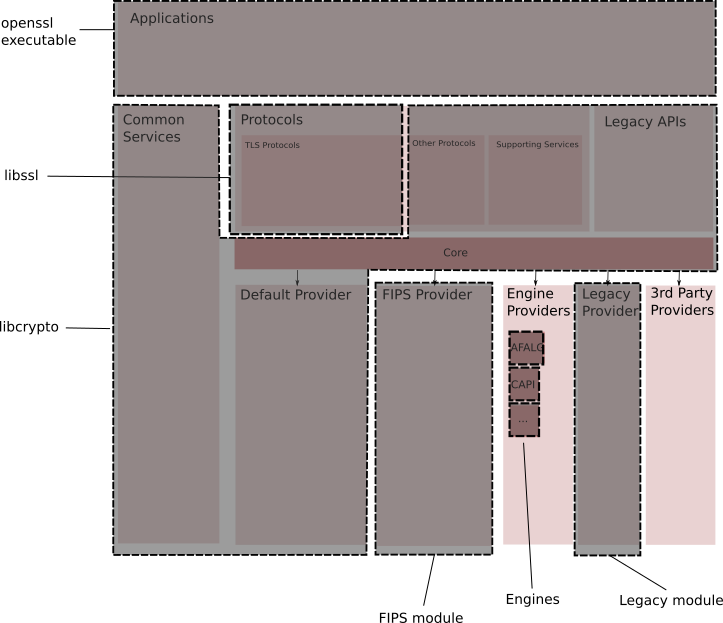 openssl
executable
Applications
Common
Services
Protocols
TLS Protocols
Other Protocols
Supporting Services
Legacy APIs
libssl
Core
Default Provider
FIPS Provider
Engine
Providers
Legacy
Provider
3rd Party
Providers
libcrypto
AFALG
CAPI
...
Engines
Legacy module
FIPS module